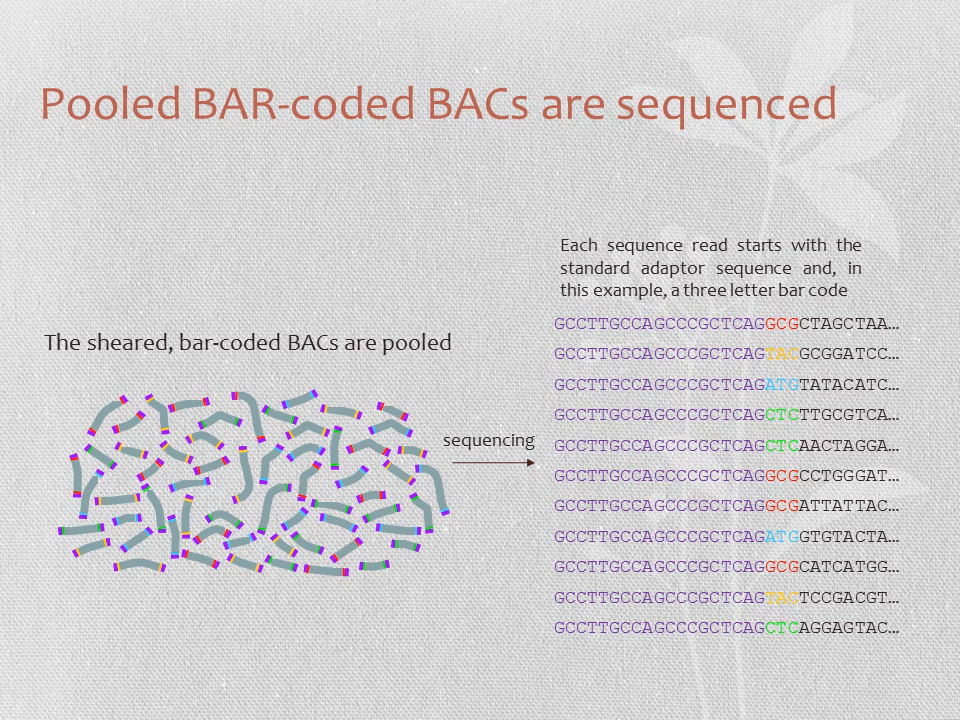 Pooled BAR-coded BACs are sequenced
Each sequence read starts with the
standard adaptor sequence and, in
this example, a three letter bar code
The sheared, bar-coded BACs are pooled
sequencing
GCCTTGCCAGCCCGCTCAGGCGCTAGCTAA…
GCCTTGCCAGCCCGCTCAGTACGCGGATCC…
GCCTTGCCAGCCCGCTCAGATGTATACATC…
GCCTTGCCAGCCCGCTCAGCTCTTGCGTCA…
GCCTTGCCAGCCCGCTCAGCTCAACTAGGA…
GCCTTGCCAGCCCGCTCAGGCGCCTGGGAT…
GCCTTGCCAGCCCGCTCAGGCGATTATTAC…
GCCTTGCCAGCCCGCTCAGATGGTGTACTA…
GCCTTGCCAGCCCGCTCAGGCGCATCATGG…
GCCTTGCCAGCCCGCTCAGTACTCCGACGT…
GCCTTGCCAGCCCGCTCAGCTCAGGAGTAC…